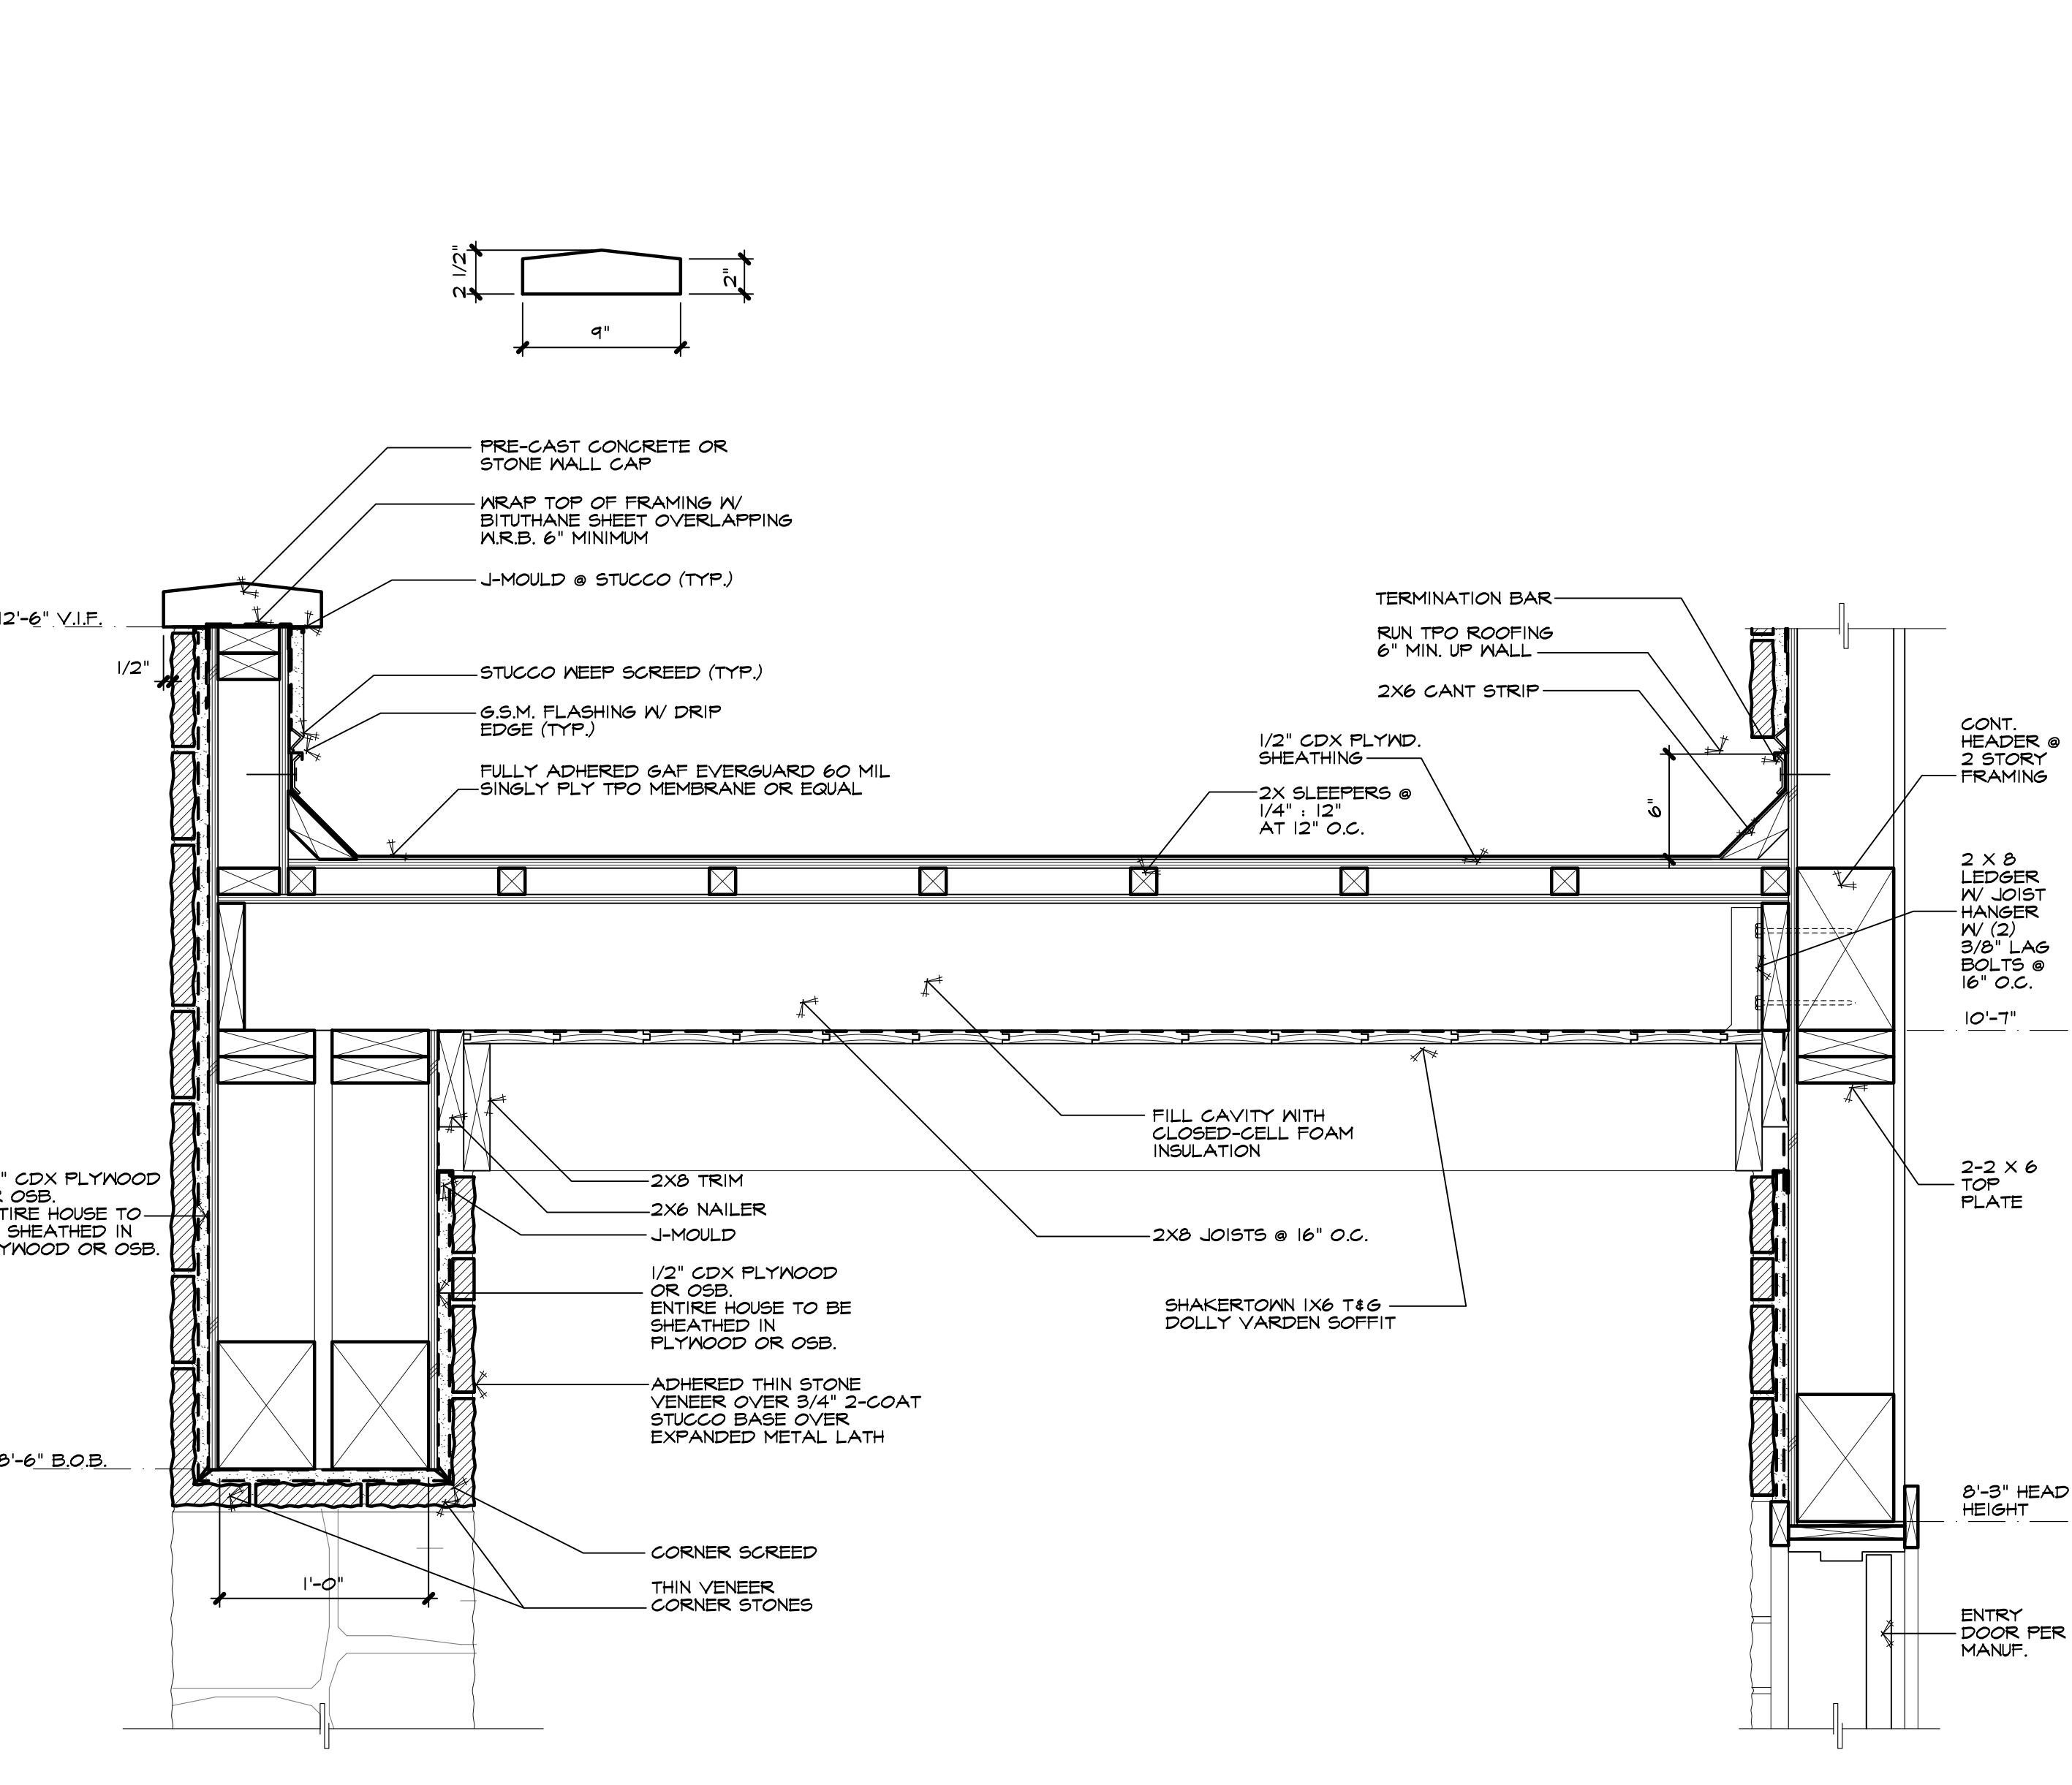 2 1/2"
2"
9"
PRE-CAST CONCRETE OR
STONE WALL CAP
WRAP TOP OF FRAMING W/
BITUTHANE SHEET OVERLAPPING
W.R.B. 6" MINIMUM
J-MOULD @ STUCCO (TYP.)
12'-6" V.I.F.
1/2"
STUCCO WEEP SCREED (TYP.)
G.S.M. FLASHING W/ DRIP
EDGE (TYP.)
FULLY ADHERED GAF EVERGUARD 60 MIL
SINGLY PLY TPO MEMBRANE OR EQUAL
TERMINATION BAR
RUN TPO ROOFING
6" MIN. UP WALL
2X6 CANT STRIP
1/2" CDX PLYWD.
SHEATHING
2X SLEEPERS @
1/4" : 12"
AT 12" O.C.
6"
CONT.
HEADER @
2 STORY
FRAMING
2 X 8
LEDGER
W/ JOIST
HANGER
W/ (2)
3/8" LAG
BOLTS @
16" O.C.
10'-7"
2-2 X 6
TOP
PLATE
" CDX PLYWOOD
R OSB.
TIRE HOUSE TO
SHEATHED IN
YWOOD OR OSB.
2X8 TRIM
2X6 NAILER
J-MOULD
1/2" CDX PLYWOOD
OR OSB.
ENTIRE HOUSE TO BE
SHEATHED IN
PLYWOOD OR OSB.
ADHERED THIN STONE
VENEER OVER 3/4" 2-COAT
STUCCO BASE OVER
EXPANDED METAL LATH
FILL CAVITY WITH
CLOSED-CELL FOAM
INSULATION
2X8 JOISTS @ 16" O.C.
SHAKERTOWN 1X6 T&G
DOLLY VARDEN SOFFIT
8'-6" B.O.B.
CORNER SCREED
THIN VENEER
CORNER STONES
1'-0"
8'-3" HEAD
HEIGHT
ENTRY
DOOR PER
MANUF.